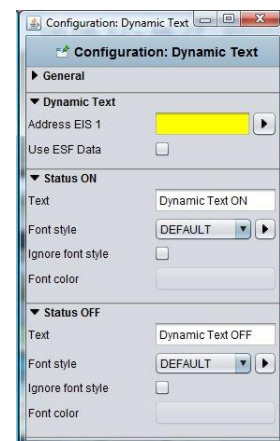 Configuration: Dynamic Text
Configuration: Dynamic Text
General
Dynamic Text
Address EIS 1
Use ESF Data
Status ON
Text Dynamic Text ON
Font style DEFAULT
Ignore font style
Font color
Status OFF
Text Dynamic Text OFF
Font style DEFAULT
Ignore font style
Font color